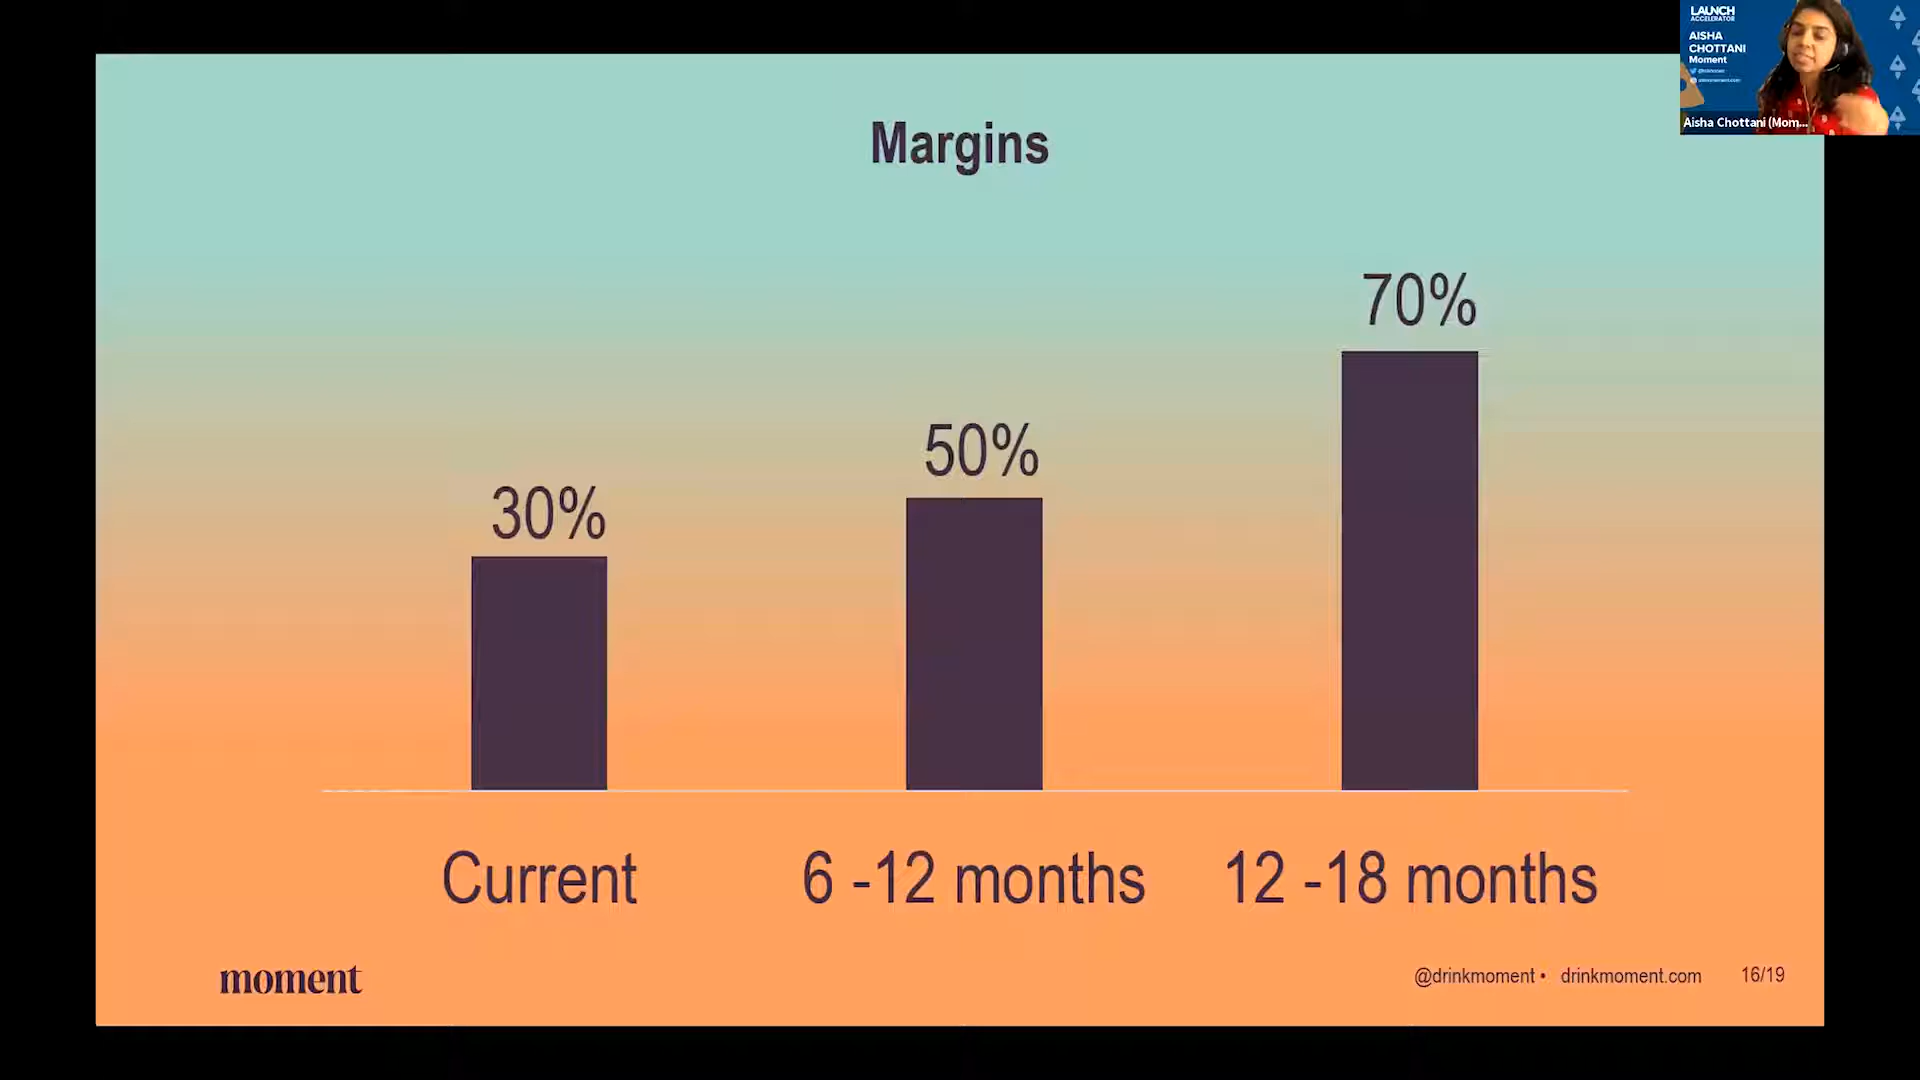 LAUNCH
ACCELERATOR
AISHA
CHOTTANI
Moment
Aisha Chottani (Mom...
Margins
70%
50%
30%
Current
6 -12 months
12 -18 months
moment
@drinkmoment •
drinkmoment.com
16/19